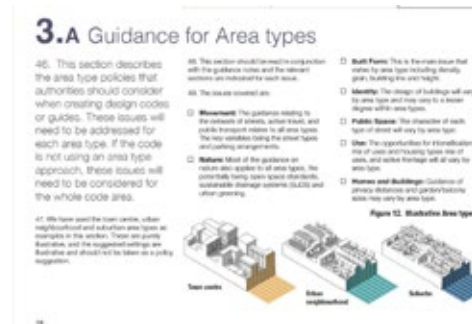 3.A Guidance for Area types
46. This section describes
the area type policies that
authorities should consider
when creating design codes
or guides. These issues will
need to be addressed for
each area type. If the code
is not using an area type
approach, these issues will
need to be considered for
the whole code area.
47. We have used the town centre, urban
neighbourhood and suburban area types as
examples in the section. These are purely
illustrative, and the suggested settings are
illustrative and should not be taken as a policy
suggestion.
48. This section should be read in conjunction
with the guidance notes and the relevant
sections are indicated for each issue.
49. The issues covered are:
Movement: The guidance relating to
the network of streets, active travel, and
public transport relates to all area types.
The key variables being the street types
and parking arrangements.
Nature: Most of the guidance on
nature also applies to all area types, the
potentially being open space standards,
sustainable drainage systems (SuDS) and
urban greening.
Built Form: This is the main issue that
varies by area type including density,
grain, building line and height.
Identity: The design of buildings will vary
by area type and may vary to a lesser
degree within area types.
Public Space: The character of each
type of street will vary by area type.
Use: The opportunities for intensification,
mix of uses and housing types mix of
uses, and active frontage will all vary by
area type.
Homes and Buildings: Guidance of
privacy distances and garden/balcony
sizes may vary by area type.
Figure 12. Illustrative Area type
Town centre
Urban
neighbourhood
Suburbs